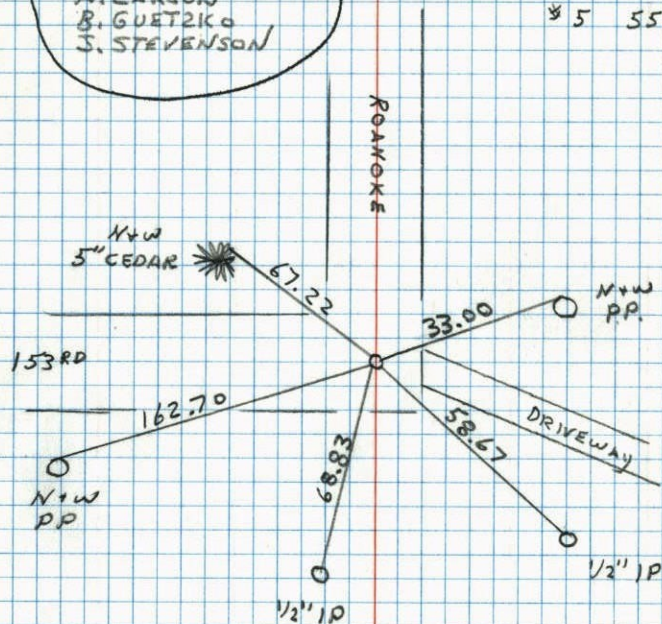 B. GUETZKO
S. STEVENSON
#5 55
ROANOKE
N+W
5" CEDAR
67.22
33.00
N+W
P.P.
153RD
162.70
58.67
DRIVEWAY
68.83
N+W
PP
1/2" IP
1/2" IP